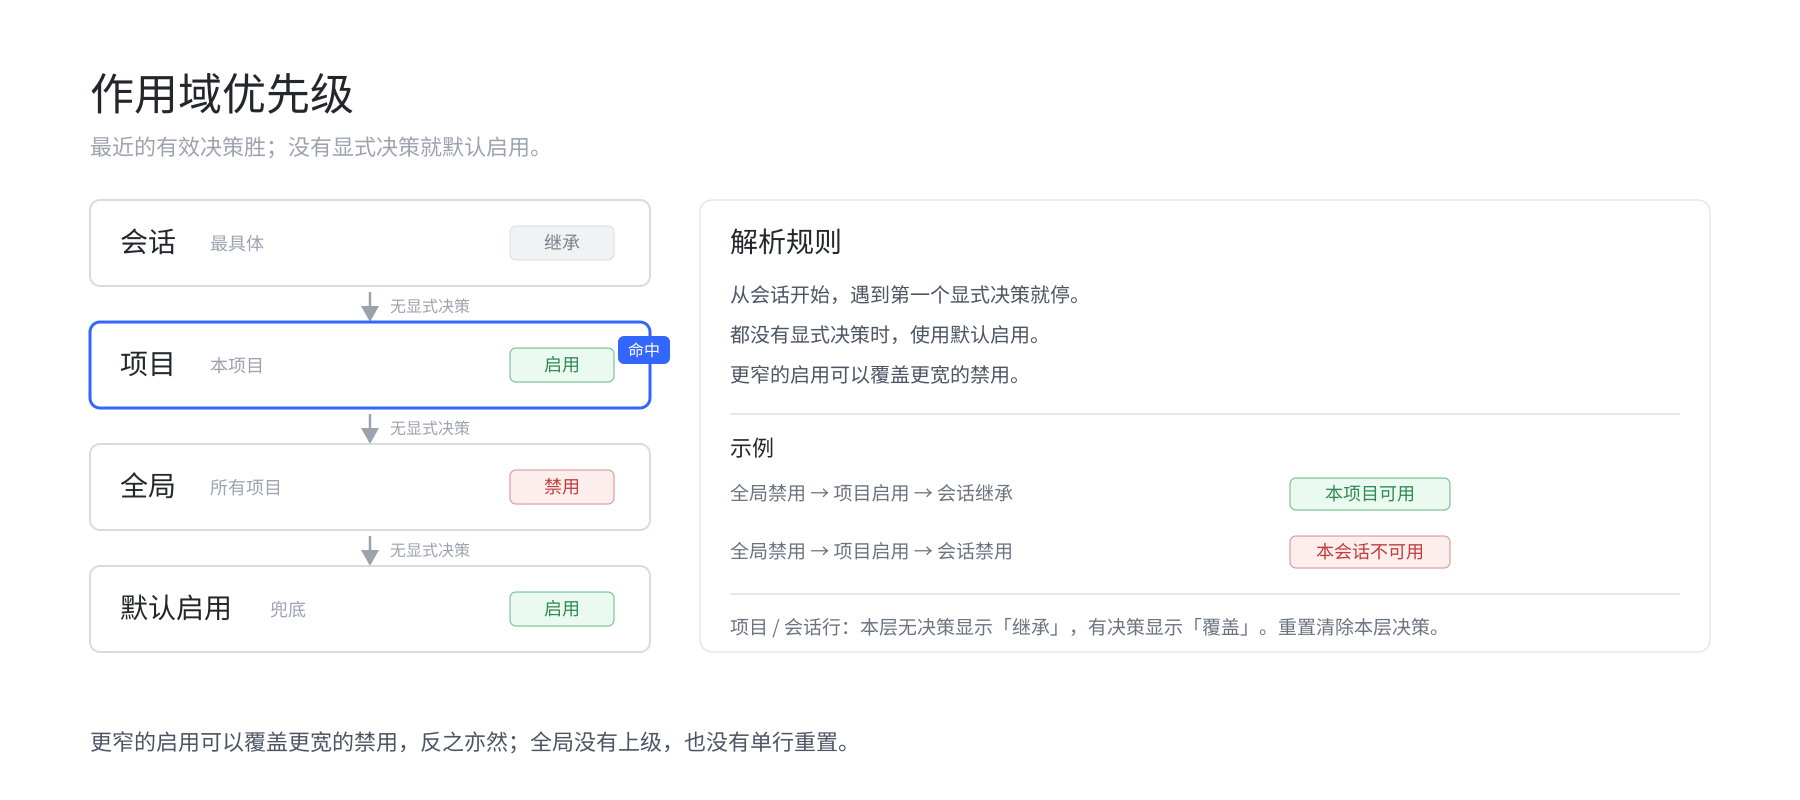 作用域优先级
最近的有效决策胜；没有显式决策就默认启用。
会话 最具体 继承
无显式决策
项目 本项目 启用 命中
无显式决策
全局 所有项目 禁用
无显式决策
默认启用 兜底 启用
解析规则
从会话开始，遇到第一个显式决策就停。
都没有显式决策时，使用默认启用。
更窄的启用可以覆盖更宽的禁用。
示例
全局禁用 → 项目启用 → 会话继承 本项目可用
全局禁用 → 项目启用 → 会话禁用 本会话不可用
项目 / 会话行：本层无决策显示「继承」，有决策显示「覆盖」。重置清除本层决策。
更窄的启用可以覆盖更宽的禁用，反之亦然；全局没有上级，也没有单行重置。